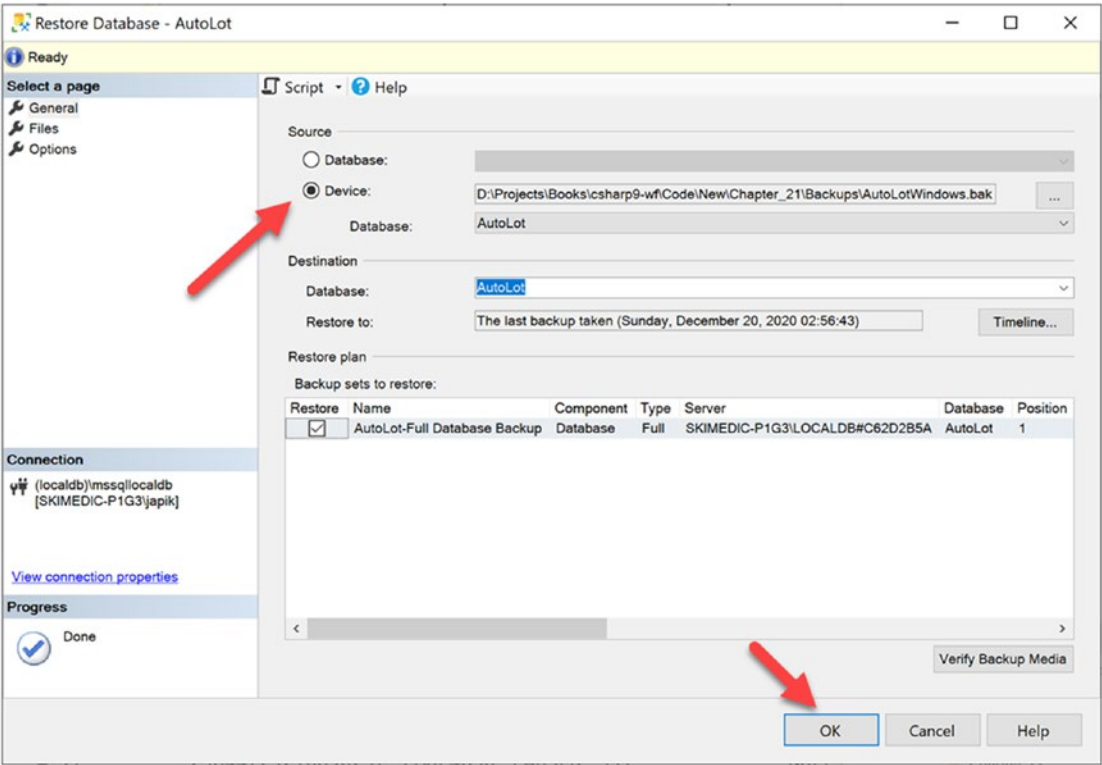 Restore Database - AutoLot
Ready
Select a page
General
Files
Options
Script
Help
Source
Database:
Device:
D:\Projects\Books\csharp9-wf\Code\New\Chapter_21\Backups\AutoLotWindows.bak
...
Database:
AutoLot
Destination
Database:
AutoLot
Restore to:
The last backup taken (Sunday, December 20, 2020 02:56:43)
Timeline...
Restore plan
Backup sets to restore:
Restore Name Component Type Server Database Position
AutoLot-Full Database Backup Database Full SKIMEDIC-P1G3\LOCALDB#C62D2B5A AutoLot 1
Connection
(localdb)\mssqllocaldb
[SKIMEDIC-P1G3\japik]
View connection properties
Progress
Done
Verify Backup Media
OK
Cancel
Help